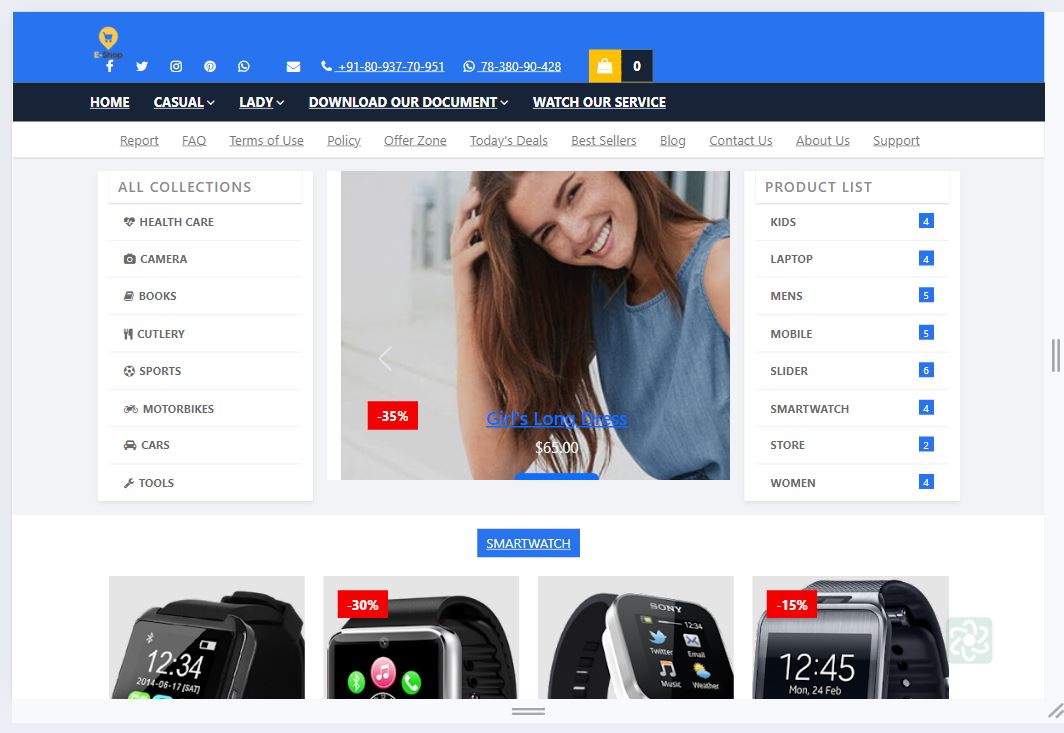 E-Shop
+91-80-937-70-951 78-380-90-428 0
HOME CASUAL LADY DOWNLOAD OUR DOCUMENT WATCH OUR SERVICE
Report FAQ Terms of Use Policy Offer Zone Today's Deals Best Sellers Blog Contact Us About Us Support
ALL COLLECTIONS
HEALTH CARE
CAMERA
BOOKS
CUTLERY
SPORTS
MOTORBIKES
CARS
TOOLS
-35%
Girl's Long Dress
$65.00
PRODUCT LIST
KIDS 4
LAPTOP 4
MENS 5
MOBILE 5
SLIDER 6
SMARTWATCH 4
STORE 2
WOMEN 4
SMARTWATCH
12:34
2014-06-17 [SAT]
-30%
SONY
12:34
Twitter Email
Music Weather
-15%
12:45
Mon, 24 Feb